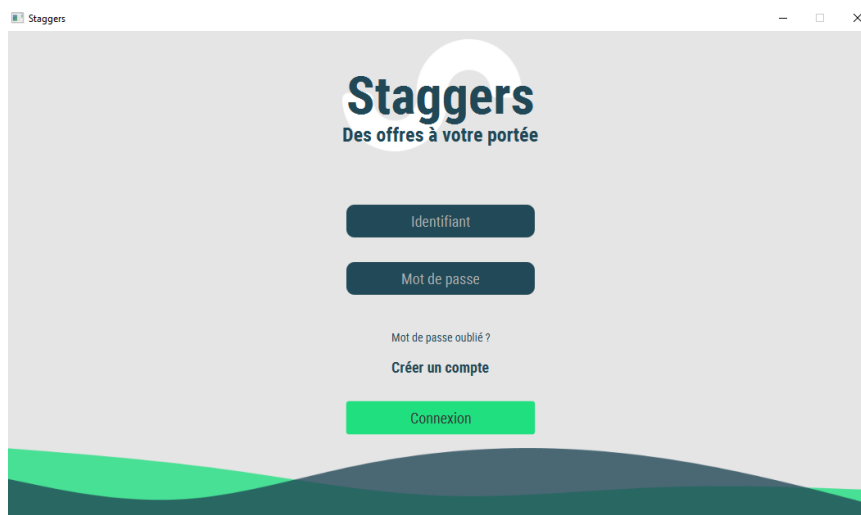 Staggers
Staggers
Des offres à votre portée
Identifiant
Mot de passe
Mot de passe oublié ?
Créer un compte
Connexion